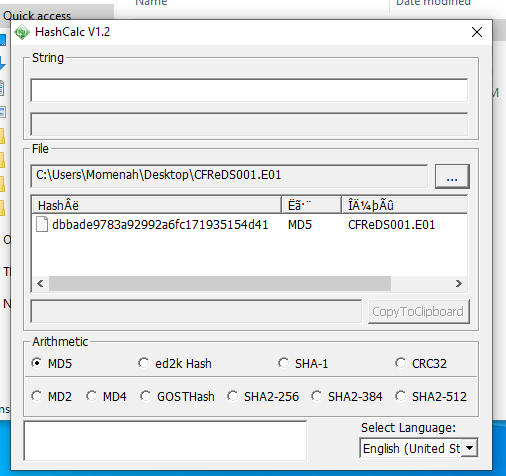 Name
Date modified
Quick access
HashCalc V1.2
String
File
C:\Users\Momenah\Desktop\CFReDS001.E01
...
HashÂë Ëã·¨ ÎÄ¼þÃû
dbbade9783a92992a6fc171935154d41 MD5 CFReDS001.E01
CopyToClipboard
Arithmetic
MD5 ed2k Hash SHA-1 CRC32
MD2 MD4 GOSTHash SHA2-256 SHA2-384 SHA2-512
Select Language:
English (United St